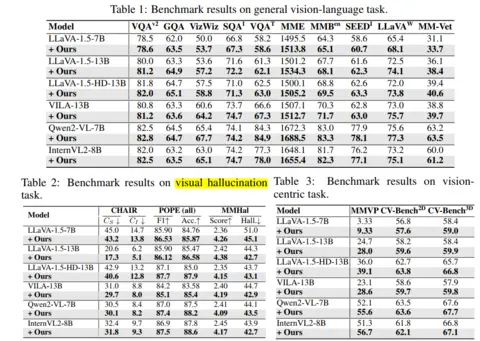 Table 1: Benchmark results on general vision-language task.
Model VQAv2 GQA VizWiz SQAI VQAT MME MMBen SEEDI LLaVAW MM-Vet
LLaVA-1.5-7B 78.5 62.0 50.0 66.8 58.2 1495.5 64.3 58.6 65.4 31.1
+ Ours 78.6 63.5 53.7 67.3 58.6 1513.8 65.1 60.7 68.1 33.7
LLaVA-1.5-13B 80.0 63.3 53.6 71.6 61.3 1501.2 67.7 61.6 72.5 36.1
+ Ours 81.2 64.9 57.2 72.2 62.1 1534.3 68.1 62.3 74.1 38.4
LLaVA-1.5-HD-13B 81.8 64.7 57.5 71.0 62.5 1500.1 68.8 62.6 72.0 39.4
+ Ours 82.0 65.1 58.8 71.3 63.0 1505.2 69.5 63.3 73.8 40.6
VILA-13B 80.8 63.3 60.6 73.7 66.6 1507.1 70.3 62.8 73.0 38.8
+ Ours 81.2 63.6 64.2 74.7 67.3 1512.7 71.7 63.0 75.7 39.7
Qwen2-VL-7B 82.5 64.5 65.4 74.1 84.3 1672.3 83.0 77.9 75.6 63.2
+ Ours 82.8 64.7 67.7 74.2 84.9 1688.5 83.3 78.1 77.3 63.5
InternVL2-8B 82.0 63.2 63.0 74.2 77.3 1648.1 81.7 76.2 73.2 60.0
+ Ours 82.5 63.5 65.1 74.7 78.0 1655.4 82.3 77.1 75.1 61.2
Table 2: Benchmark results on visual hallucination
task.
Model CHAIR POPE (all) MMHal
CS↓ CI↓ F1↑ Acc.↑ Score↑ Hall.↓
LLaVA-1.5-7B 45.0 14.7 85.90 84.76 2.36 51.0
+ Ours 43.2 13.8 86.53 85.87 4.26 45.1
LLaVA-1.5-13B 20.6 6.2 85.90 85.47 2.42 44.3
+ Ours 17.3 5.1 86.12 86.58 4.38 42.7
LLaVA-1.5-HD-13B 42.9 13.2 87.1 85.0 2.35 43.7
+ Ours 40.6 12.8 87.7 87.9 4.15 43.1
VILA-13B 31.0 8.8 84.2 83.58 2.40 44.7
+ Ours 29.7 8.0 85.1 85.4 4.19 42.9
Qwen2-VL-7B 30.5 8.4 87.0 87.5 2.41 44.1
+ Ours 30.1 8.2 87.4 88.2 4.09 43.5
InternVL2-8B 32.4 9.7 86.9 87.8 2.45 43.9
+ Ours 31.8 9.3 87.5 88.6 4.17 42.7
Table 3: Benchmark results on vision-
centric task.
Model MMVP CV-Bench2D CV-Bench3D
LLaVA-1.5-7B 3.33 56.8 58.4
+ Ours 9.33 57.6 59.0
LLaVA-1.5-13B 24.7 58.2 58.4
+ Ours 28.0 59.6 59.9
LLaVA-1.5-HD-13B 36.0 62.7 65.7
+ Ours 39.1 63.8 66.8
VILA-13B 23.1 58.6 57.9
+ Ours 28.6 59.7 59.8
Qwen2-VL-7B 52.1 63.5 67.6
+ Ours 55.6 63.6 67.7
InternVL2-8B 51.3 61.8 66.8
+ Ours 56.7 62.1 67.1